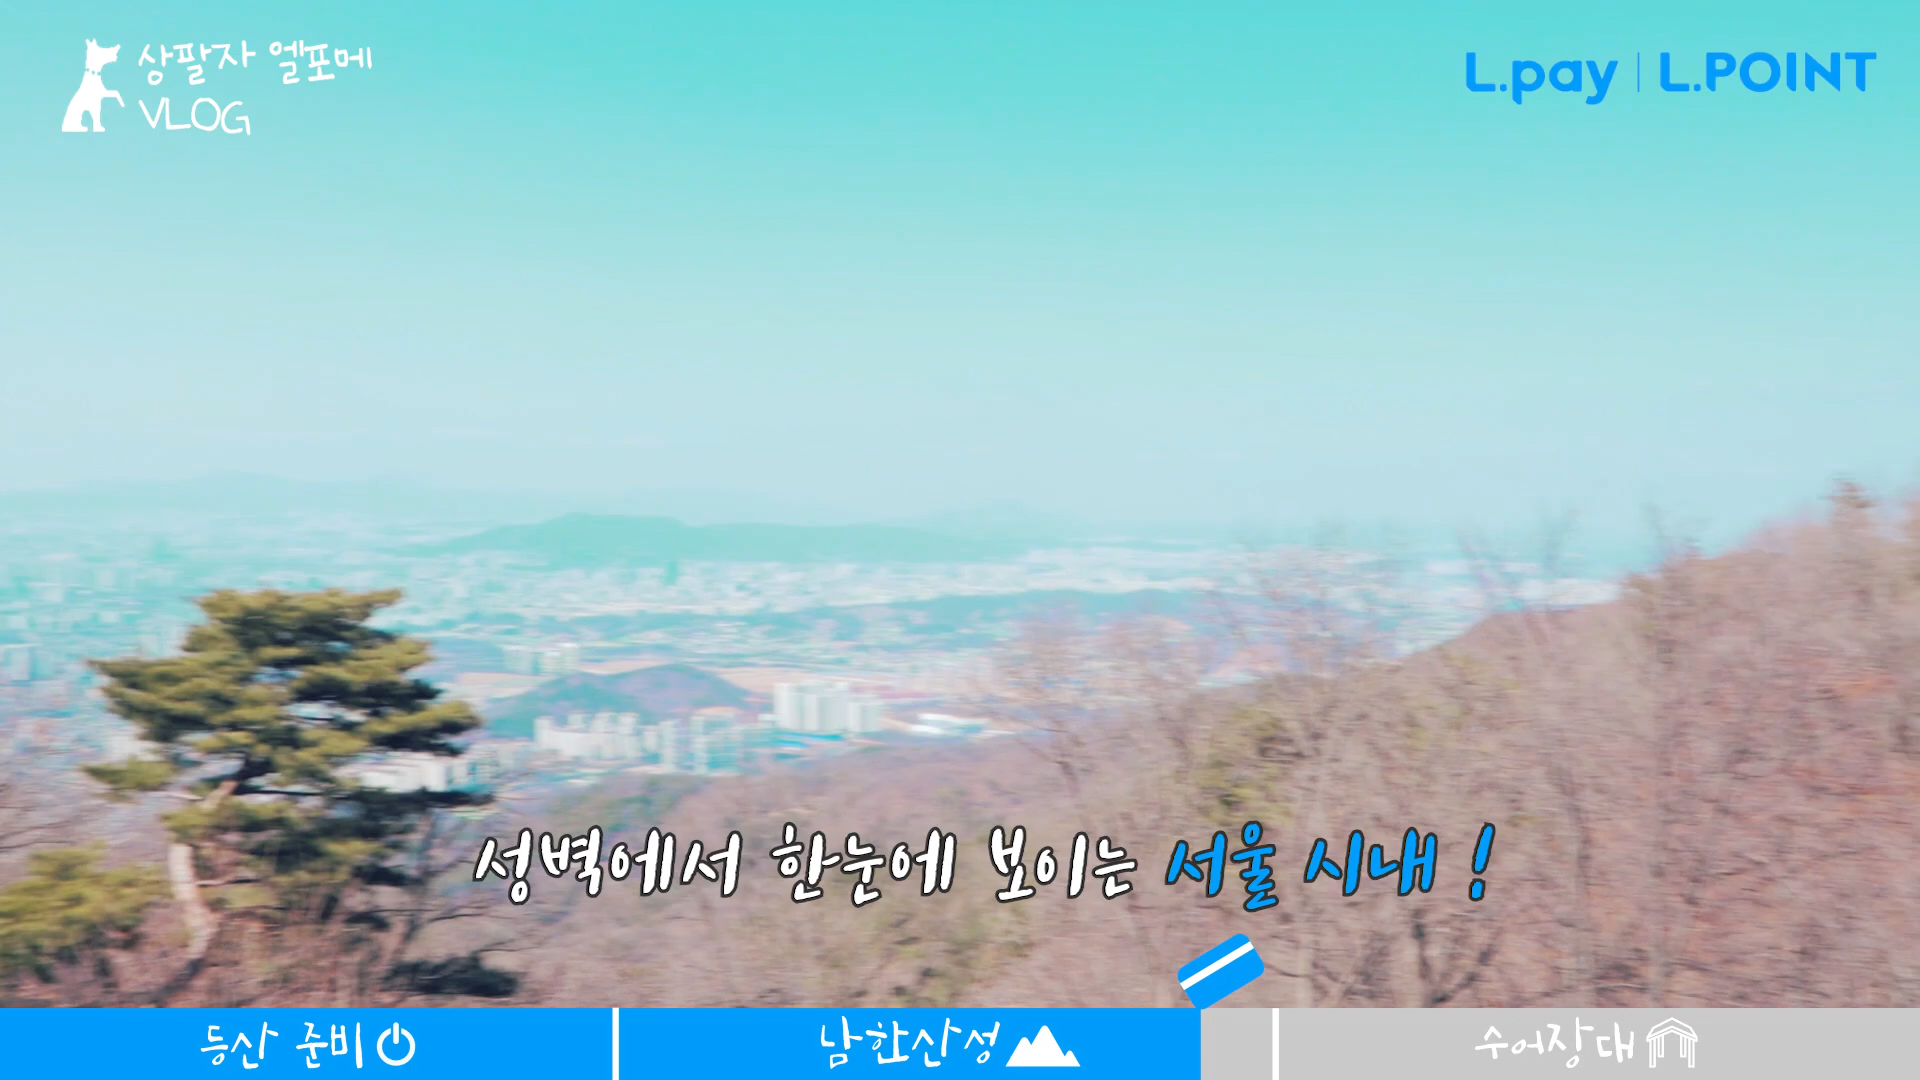 상팔자 엘포메
VLOG
L.pay | L.POINT
성벽에서 한눈에 보이는 서울 시내 !
등산 준비
남한산성
수어장대